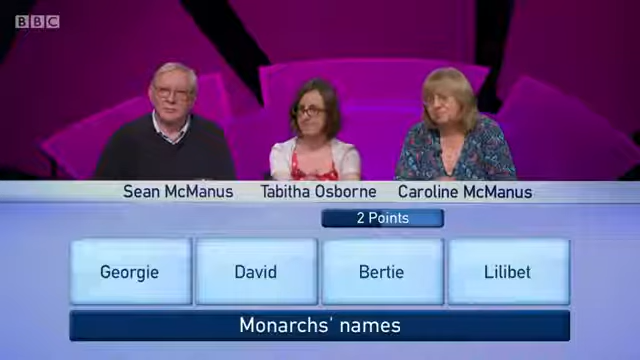 BBC
Sean McManus Tabitha Osborne Caroline McManus
2 Points
Georgie David Bertie Lilibet
Monarchs' names